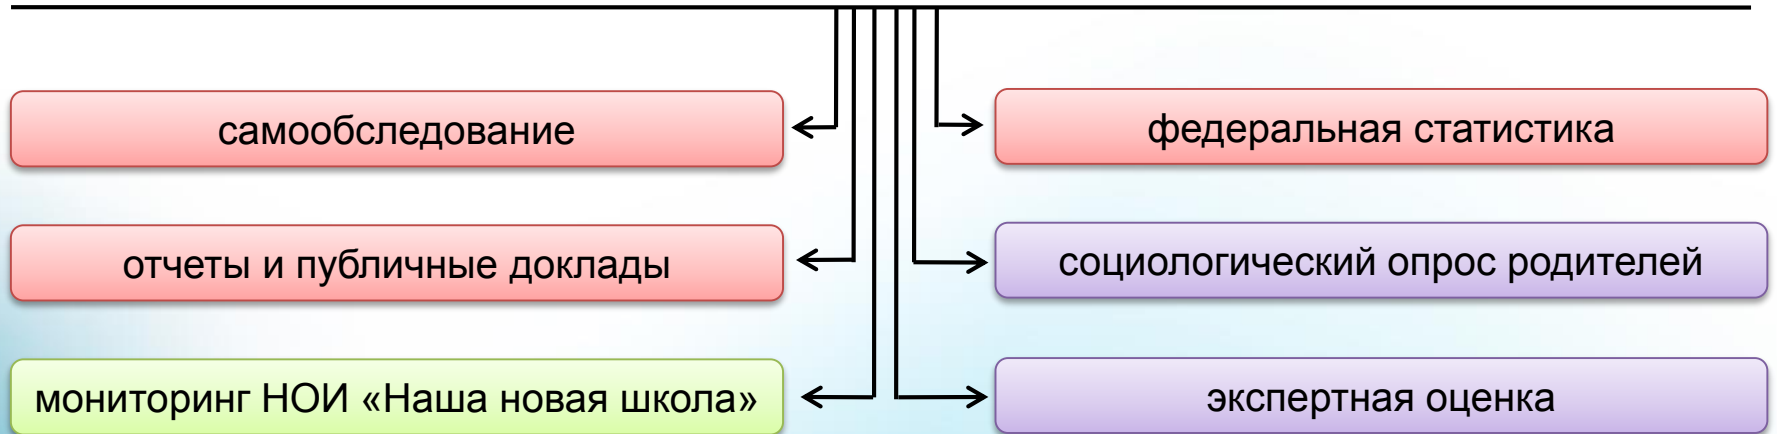 самообследование
федеральная статистика
отчеты и публичные доклады
социологический опрос родителей
мониторинг НОИ «Наша новая школа»
экспертная оценка